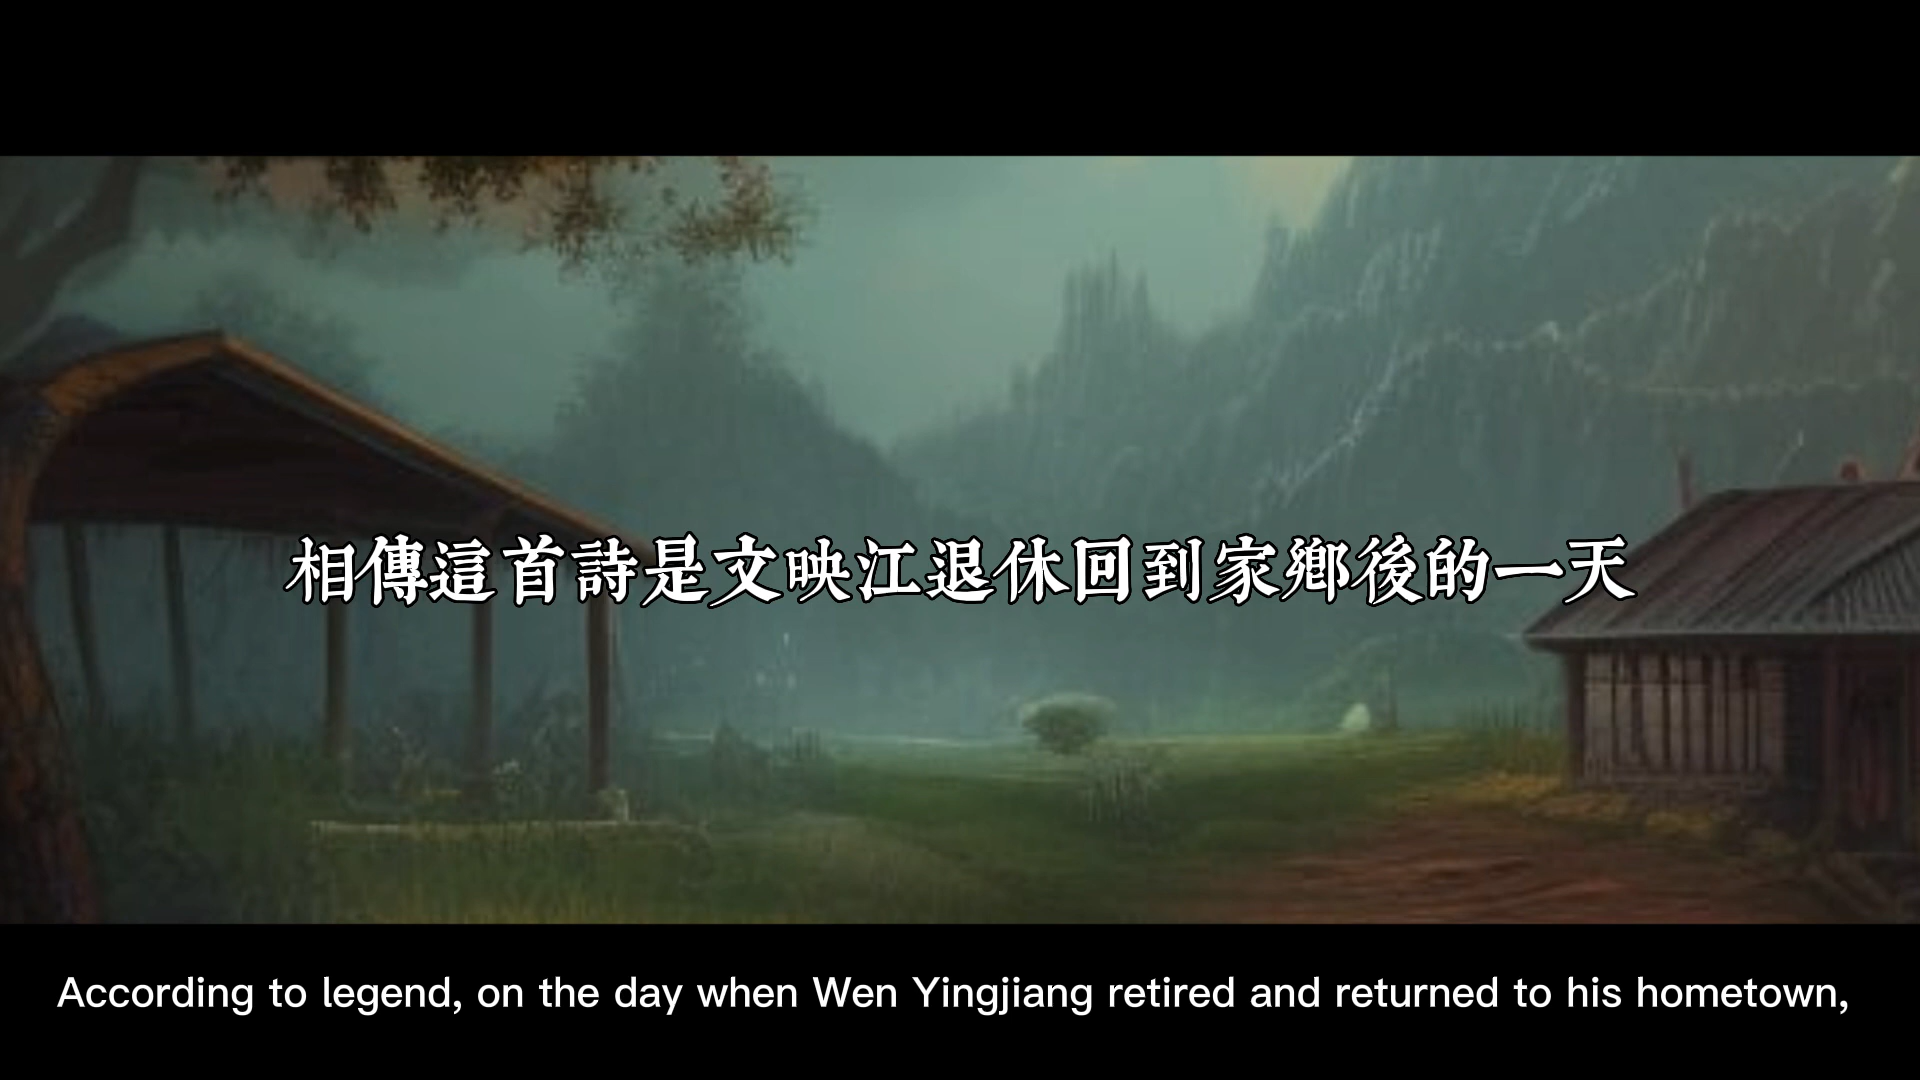 相傳這首詩是文映江退休回到家鄉後的一天
According to legend, on the day when Wen Yingjiang retired and returned to his hometown,